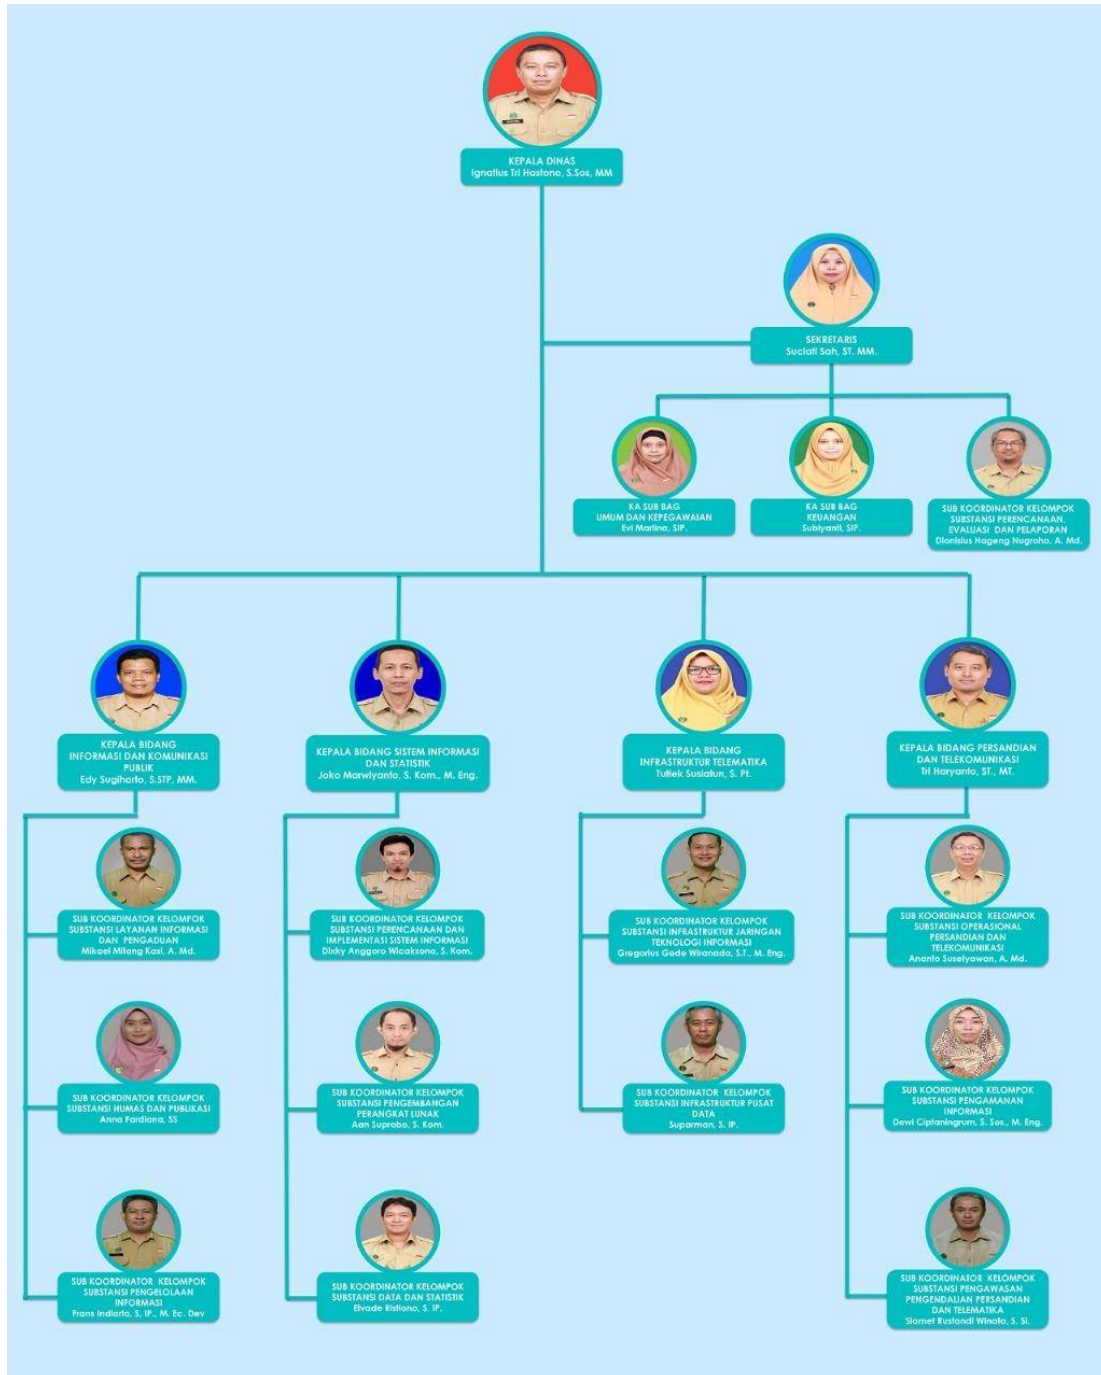 KEPALA DINAS
Ignatius Tri Hastono, S.Sos, MM
SEKRETARIS
Suciati Sah, ST, MM.
KA SUB BAG
UMUM DAN KEPEGAWAIAN
Evi Marlina, SIP.
KA SUB BAG
KEUANGAN
Subiyanti, SIP.
SUB KOORDINATOR KELOMPOK
SUBSTANSI PERENCANAAN,
EVALUASI DAN PELAPORAN
Dionisius Hageng Nugroho, A. Md.
KEPALA BIDANG
INFORMASI DAN KOMUNIKASI
PUBLIK
Edy Sugiharto, S.STP, MM.
KEPALA BIDANG SISTEM INFORMASI
DAN STATISTIK
Joko Marwiyanto, S. Kom., M. Eng.
KEPALA BIDANG
INFRASTRUKTUR TELEMATIKA
Tutiek Susiatun, S. Pt.
KEPALA BIDANG PERSANDIAN
DAN TELEKOMUNIKASI
Tri Haryanto, ST., MT.
SUB KOORDINATOR KELOMPOK
SUBSTANSI LAYANAN INFORMASI
DAN PENGADUAN
Mikael Mitang Kasi, A. Md.
SUB KOORDINATOR KELOMPOK
SUBSTANSI PERENCANAAN DAN
IMPLEMENTASI SISTEM INFORMASI
Dixky Anggoro Wicaksono, S. Kom.
SUB KOORDINATOR KELOMPOK
SUBSTANSI INFRASTRUKTUR JARINGAN
TEKNOLOGI INFORMASI
Gregorius Gede Wiranada, S.T., M. Eng.
SUB KOORDINATOR KELOMPOK
SUBSTANSI OPERASIONAL
PERSANDIAN DAN
TELEKOMUNIKASI
Ananto Susetyawan, A. Md.
SUB KOORDINATOR KELOMPOK
SUBSTANSI HUMAS DAN PUBLIKASI
Anna Fardiana, SS
SUB KOORDINATOR KELOMPOK
SUBSTANSI PENGEMBANGAN
PERANGKAT LUNAK
Aan Suprobo, S. Kom.
SUB KOORDINATOR KELOMPOK
SUBSTANSI INFRASTRUKTUR PUSAT
DATA
Suparman, S. IP.
SUB KOORDINATOR KELOMPOK
SUBSTANSI PENGAMANAN
INFORMASI
Dewi Ciptaningrum, S. Sos., M. Eng.
SUB KOORDINATOR KELOMPOK
SUBSTANSI PENGELOLAAN
INFORMASI
Frans Indiarto, S, IP., M. Ec. Dev
SUB KOORDINATOR KELOMPOK
SUBSTANSI DATA DAN STATISTIK
Elvade Ristiono, S. IP.
SUB KOORDINATOR KELOMPOK
SUBSTANSI PENGAWASAN
PENGENDALIAN PERSANDIAN
DAN TELEMATIKA
Slamet Rustandi Winata, S. Si.